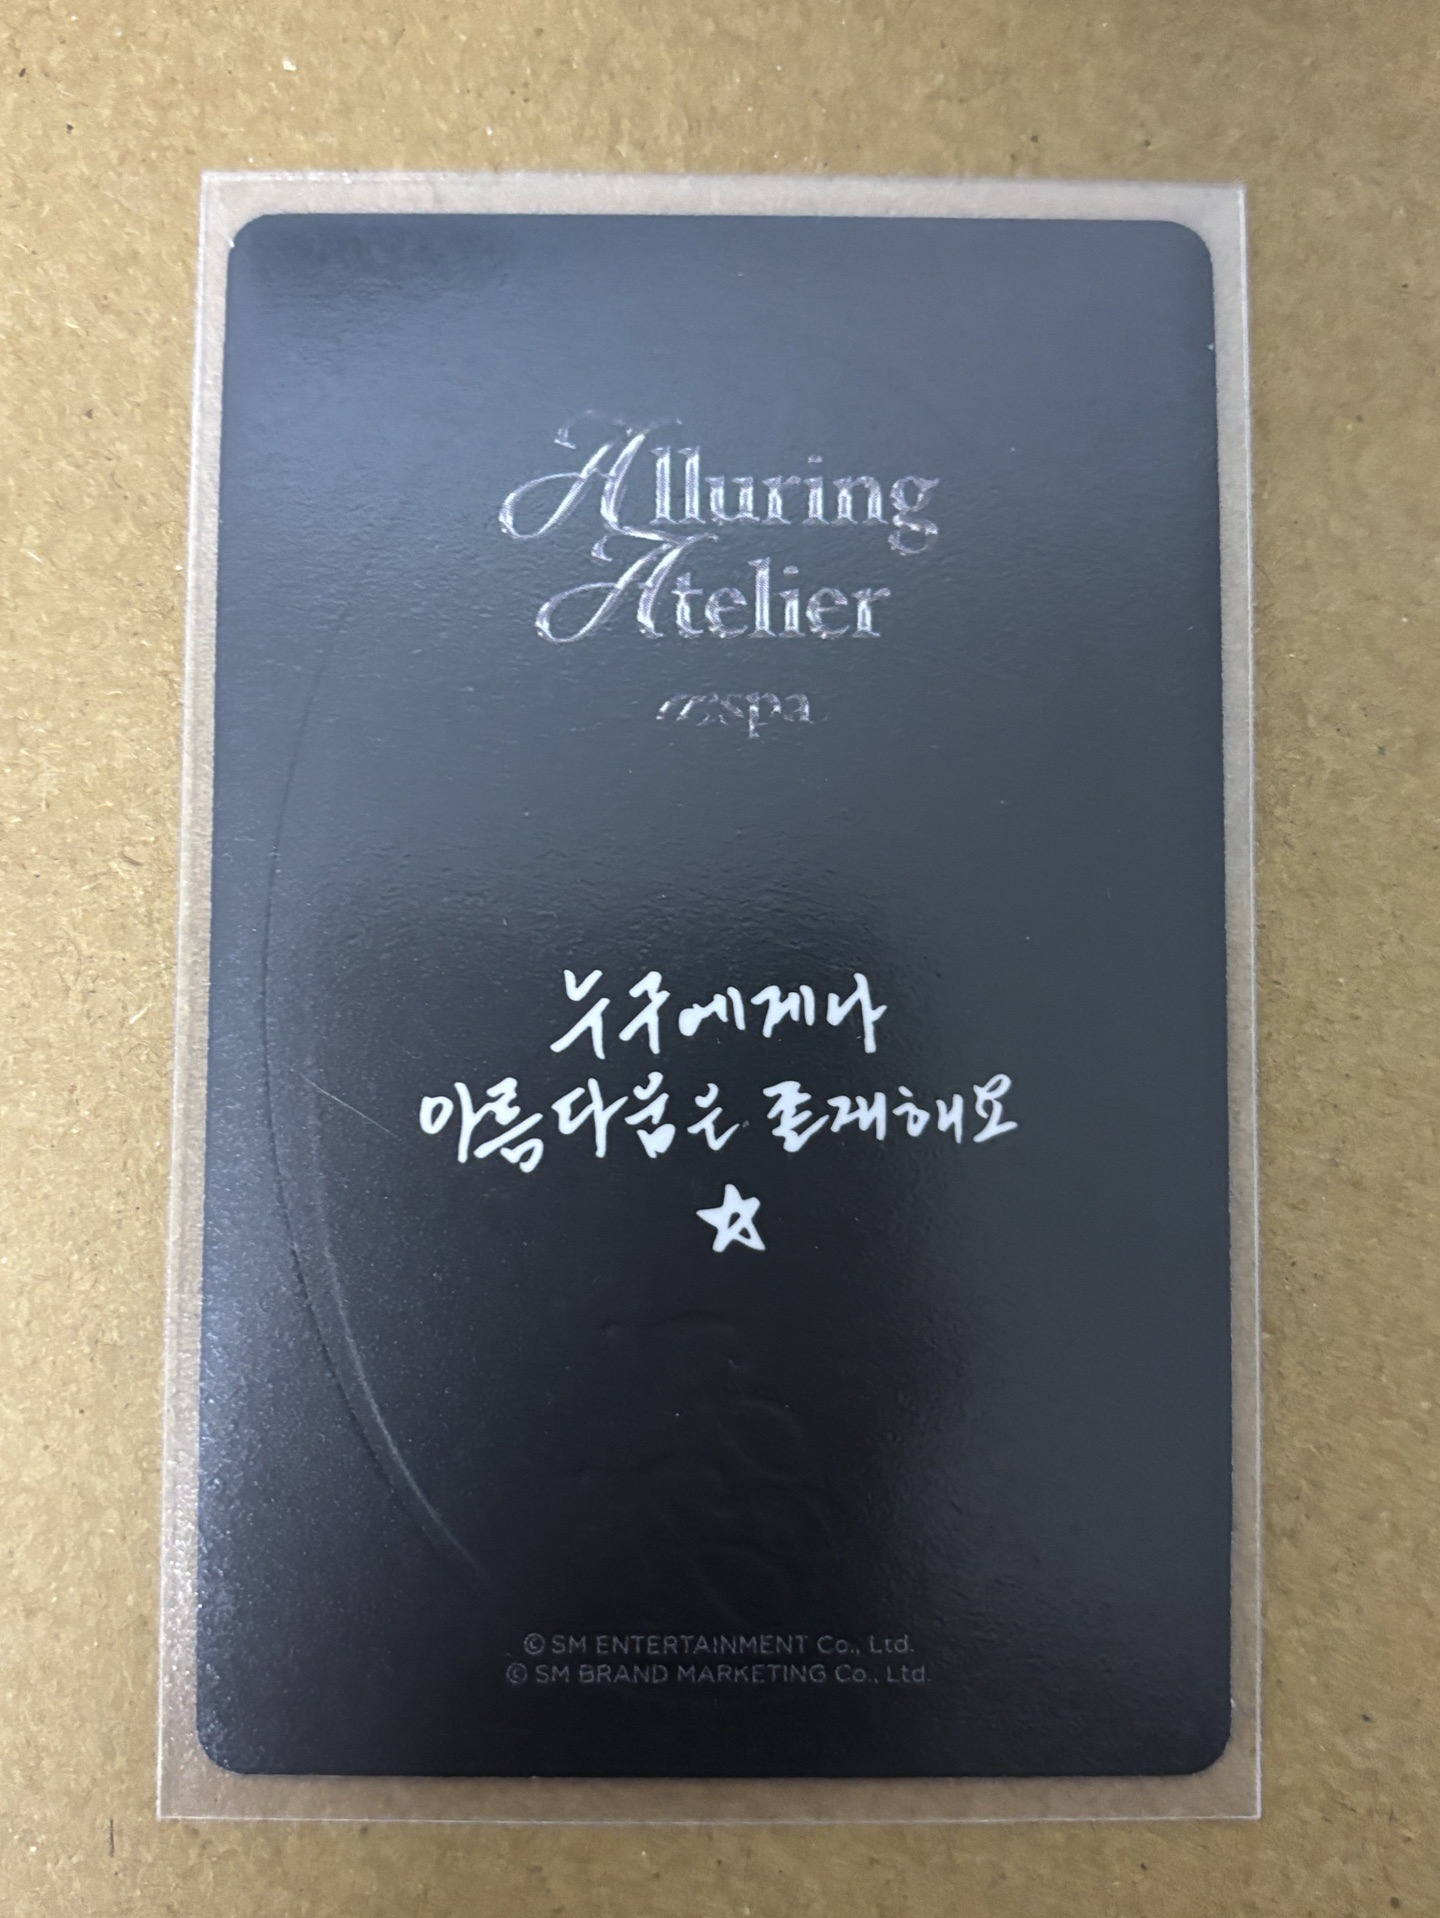 Alluring
Atelier
aespa
누구에게나
아름다움은 존재해요
© SM ENTERTAINMENT Co., Ltd.
© SM BRAND MARKETING Co., Ltd.